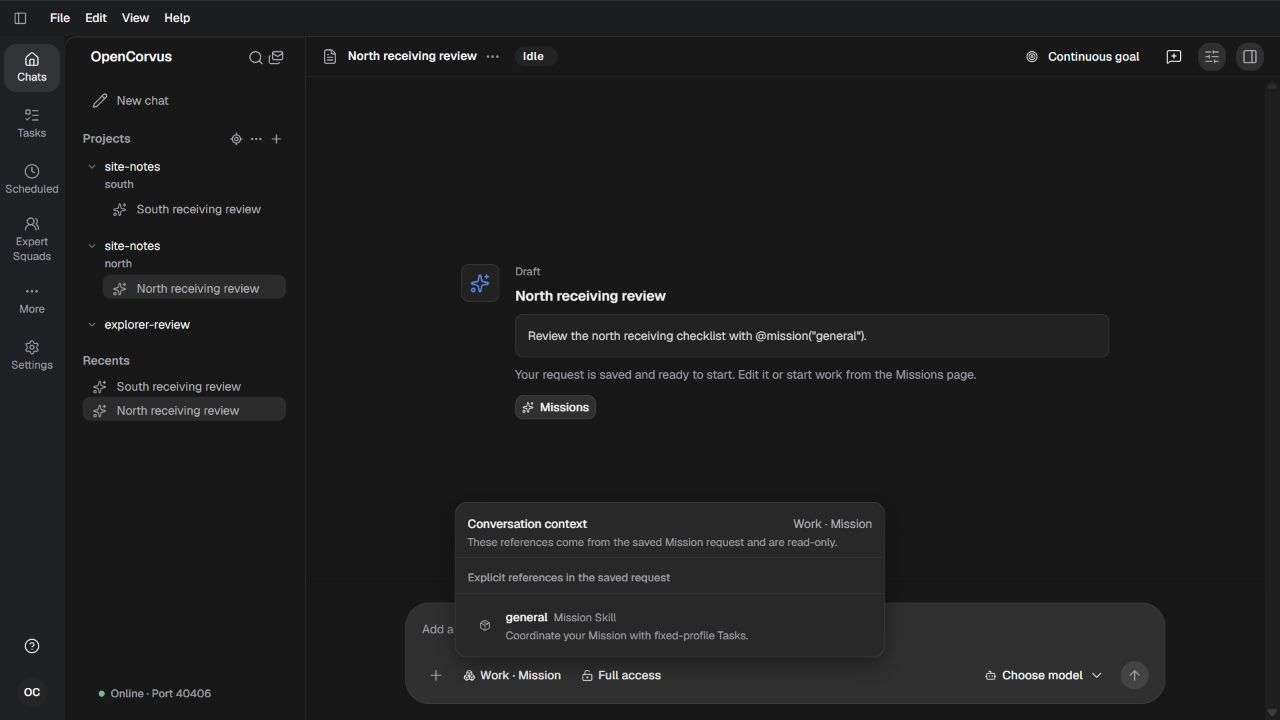 File Edit View Help
Chats
Tasks
Scheduled
Expert
Squads
More
Settings
OC
OpenCorvus
New chat
Projects
site-notes
south
South receiving review
site-notes
north
North receiving review
explorer-review
Recents
South receiving review
North receiving review
Online · Port 40406
North receiving review
Idle
Continuous goal
Draft
North receiving review
Review the north receiving checklist with @mission("general").
Your request is saved and ready to start. Edit it or start work from the Missions page.
Missions
Conversation context Work · Mission
These references come from the saved Mission request and are read-only.
Explicit references in the saved request
general Mission Skill
Coordinate your Mission with fixed-profile Tasks.
Add a
Work · Mission Full access Choose model